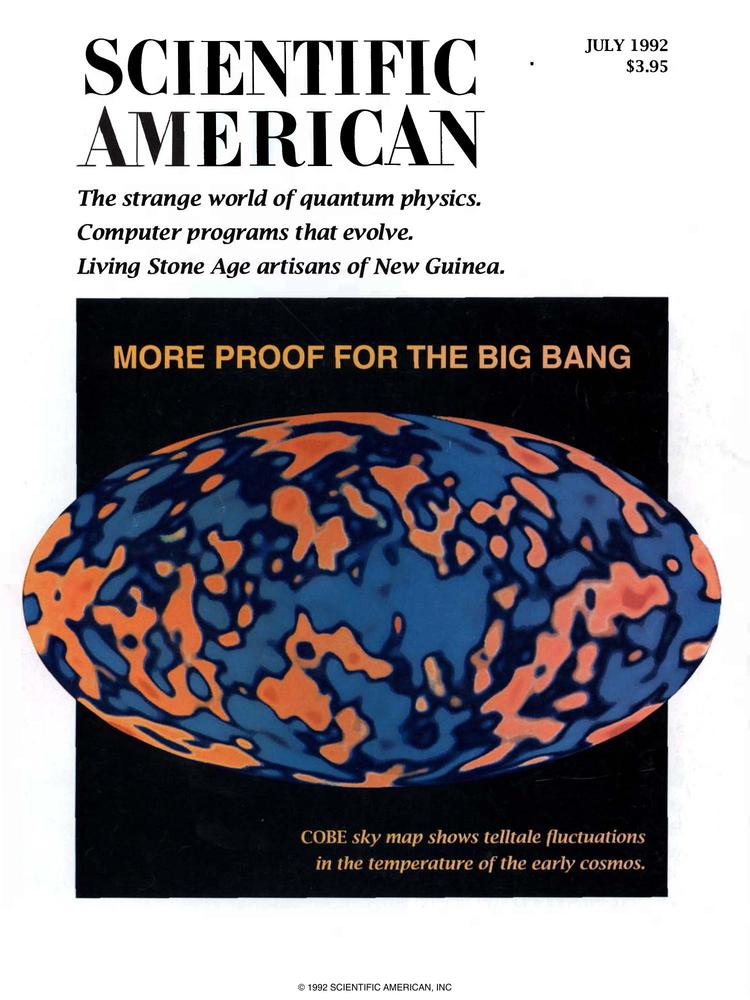 SCIENTIFIC
AMERICAN
JULY 1992
$3.95
The strange world of quantum physics.
Computer programs that evolve.
Living Stone Age artisans of New Guinea.
MORE PROOF FOR THE BIG BANG
COBE sky map shows telltale fluctuations
in the temperature of the early cosmos.
© 1992 SCIENTIFIC AMERICAN, INC